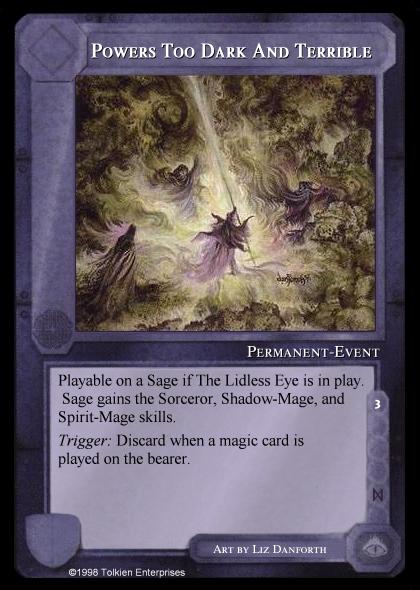 POWERS TOO DARK AND TERRIBLE
PERMANENT-EVENT
Playable on a Sage if The Lidless Eye is in play.
Sage gains the Sorceror, Shadow-Mage, and
Spirit-Mage skills.
3
Trigger: Discard when a magic card is
played on the bearer.
ART BY LIZ DANFORTH
©1998 Tolkien Enterprises